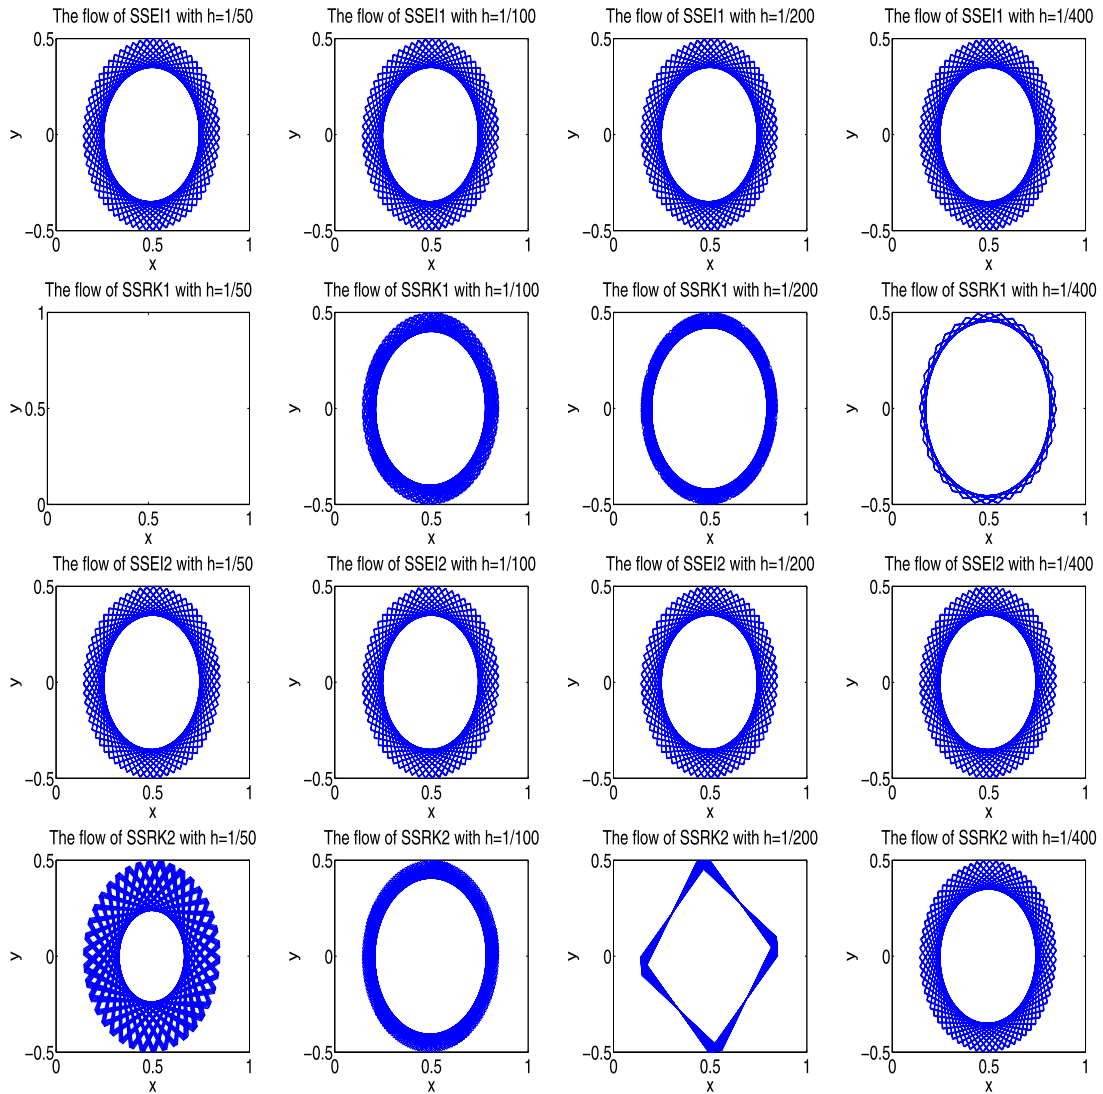 The flow of SSEI1 with h=1/50
The flow of SSEI1 with h=1/100
The flow of SSEI1 with h=1/200
The flow of SSEI1 with h=1/400
0.5
0
−0.5
y
0
0.5
1
x
0.5
0
−0.5
y
0
0.5
1
x
0.5
0
−0.5
y
0
0.5
1
x
0.5
0
−0.5
y
0
0.5
1
x
The flow of SSRK1 with h=1/50
The flow of SSRK1 with h=1/100
The flow of SSRK1 with h=1/200
The flow of SSRK1 with h=1/400
1
0.5
0
y
0
0.5
1
x
0.5
0
−0.5
y
0
0.5
1
x
0.5
0
−0.5
y
0
0.5
1
x
0.5
0
−0.5
y
0
0.5
1
x
The flow of SSEI2 with h=1/50
The flow of SSEI2 with h=1/100
The flow of SSEI2 with h=1/200
The flow of SSEI2 with h=1/400
0.5
0
−0.5
y
0
0.5
1
x
0.5
0
−0.5
y
0
0.5
1
x
0.5
0
−0.5
y
0
0.5
1
x
0.5
0
−0.5
y
0
0.5
1
x
The flow of SSRK2 with h=1/50
The flow of SSRK2 with h=1/100
The flow of SSRK2 with h=1/200
The flow of SSRK2 with h=1/400
0.5
0
−0.5
y
0
0.5
1
x
0.5
0
−0.5
y
0
0.5
1
x
0.5
0
−0.5
y
0
0.5
1
x
0.5
0
−0.5
y
0
0.5
1
x